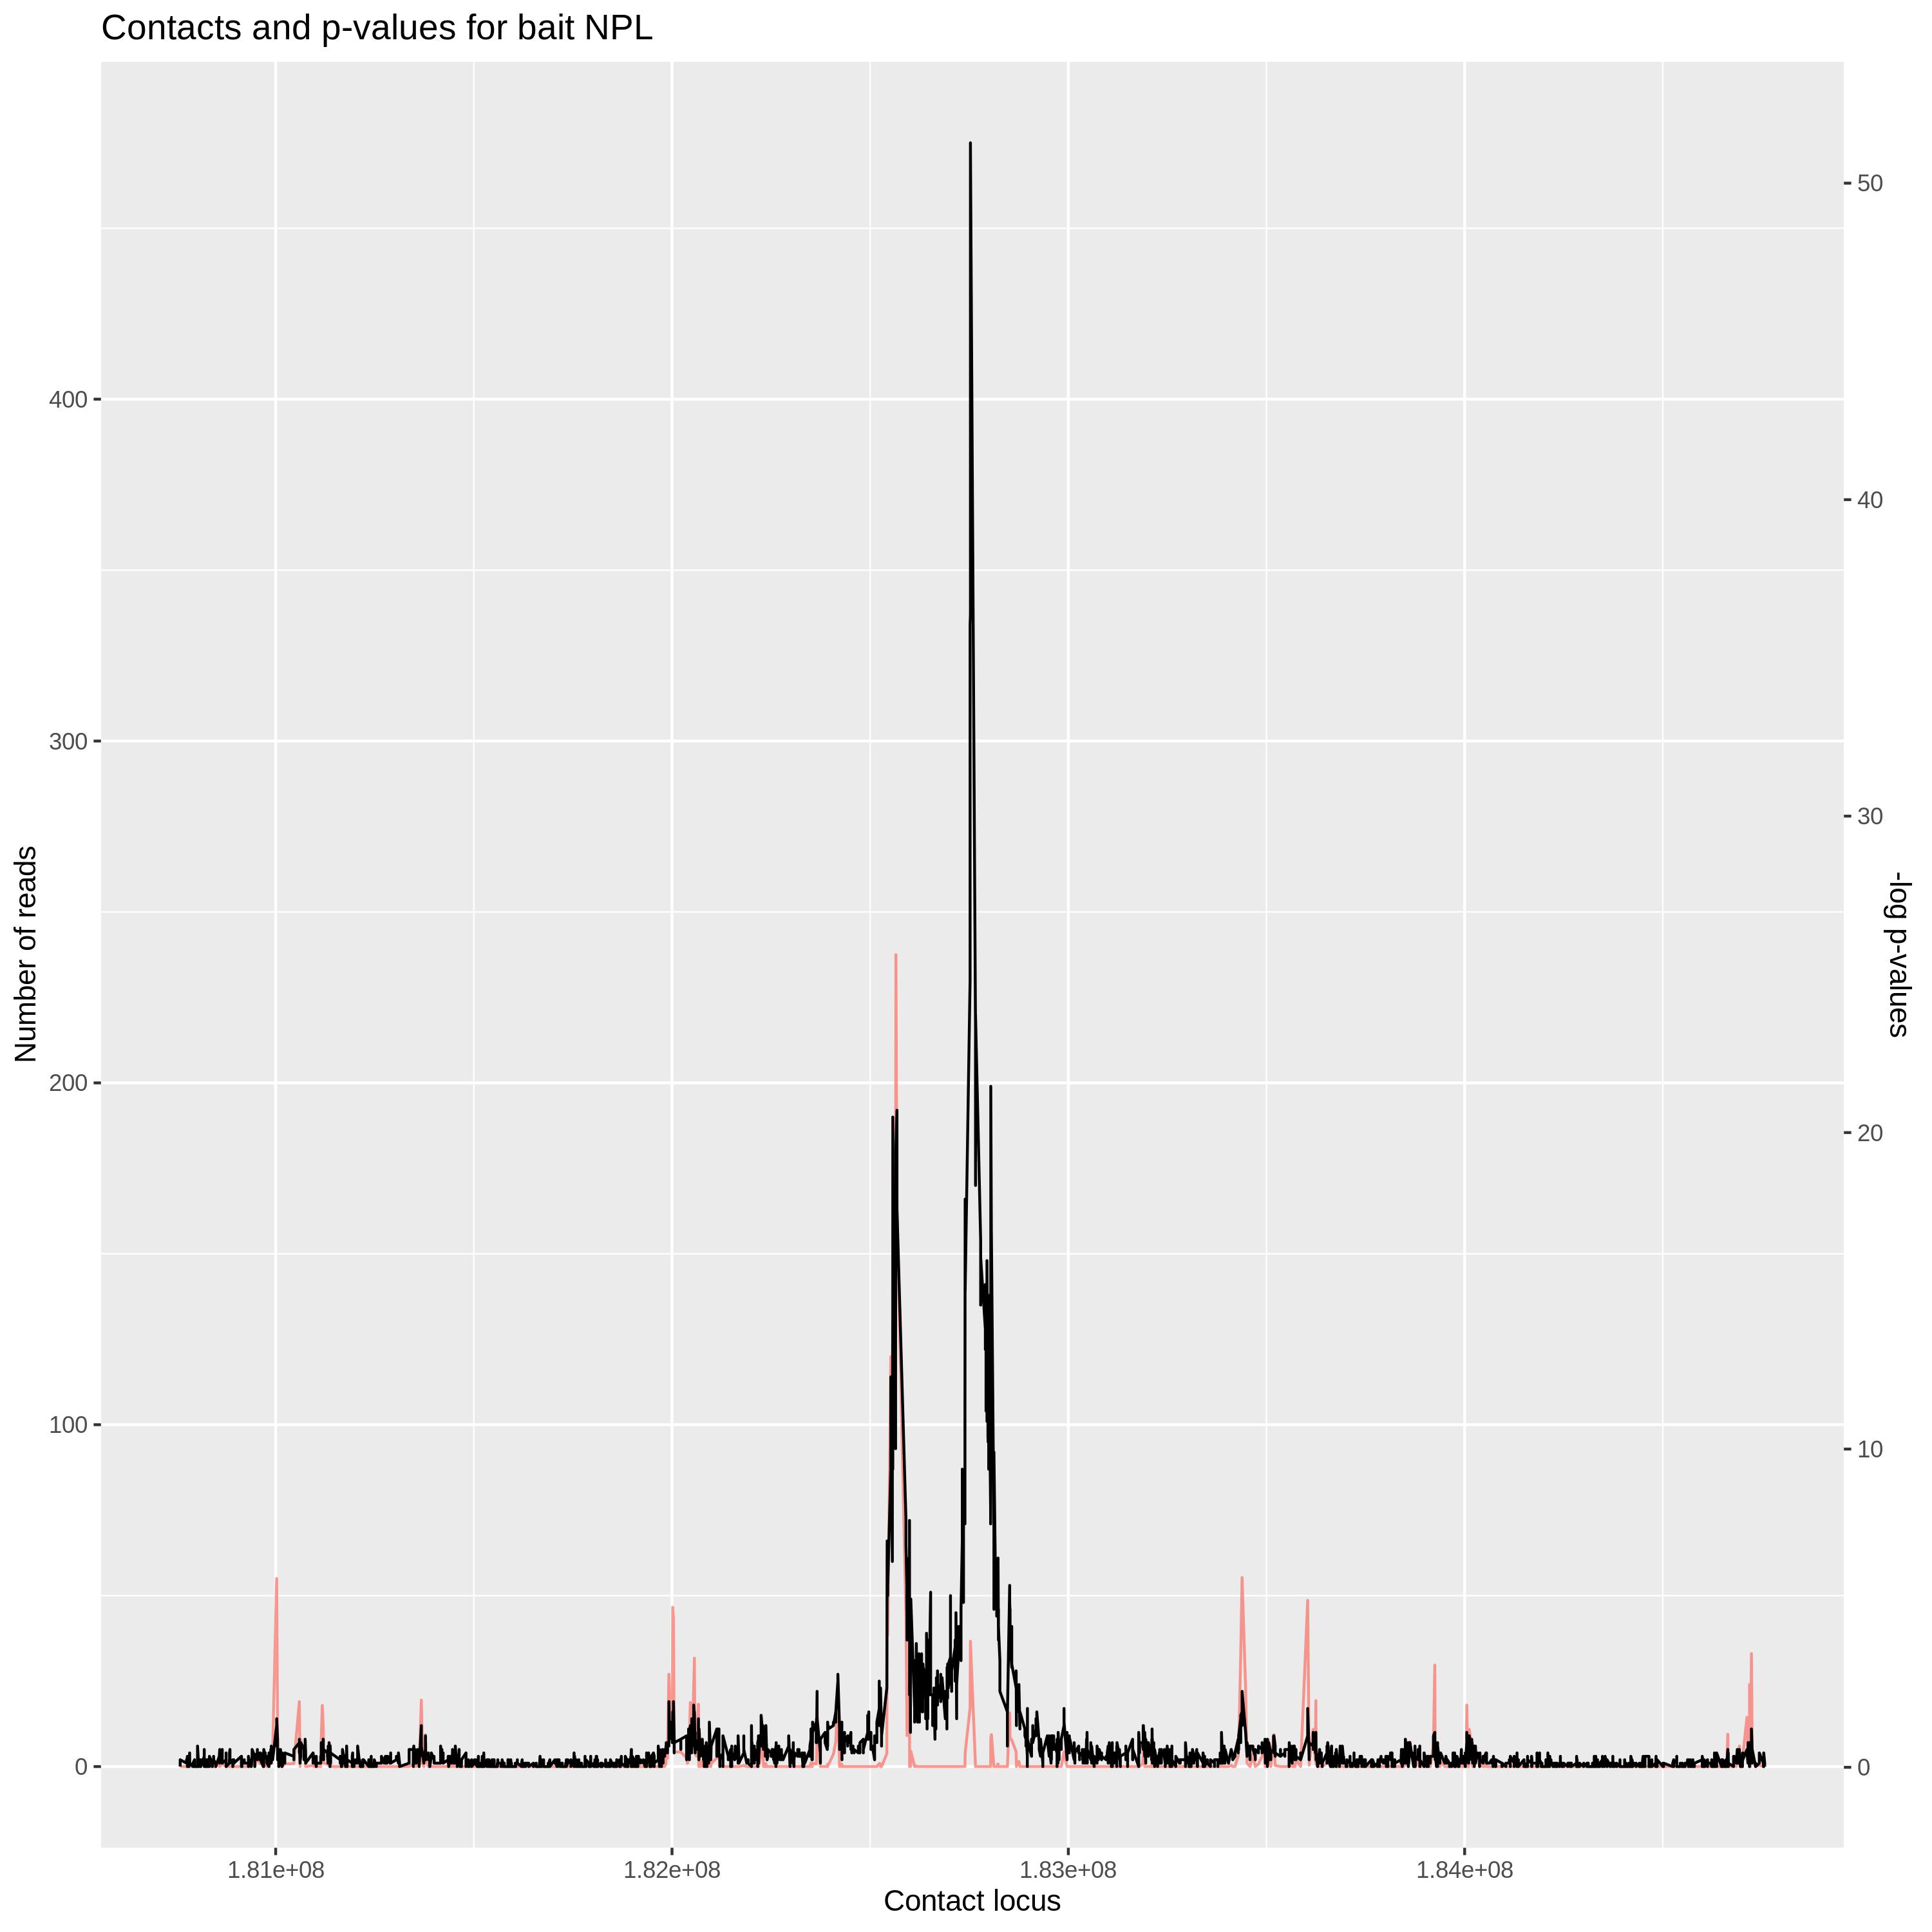 Contacts and p-values for bait NPL
400
300
200
100
0
Number of reads
50
40
30
20
10
0
-log p-values
1.81e+08
1.82e+08
1.83e+08
1.84e+08
Contact locus